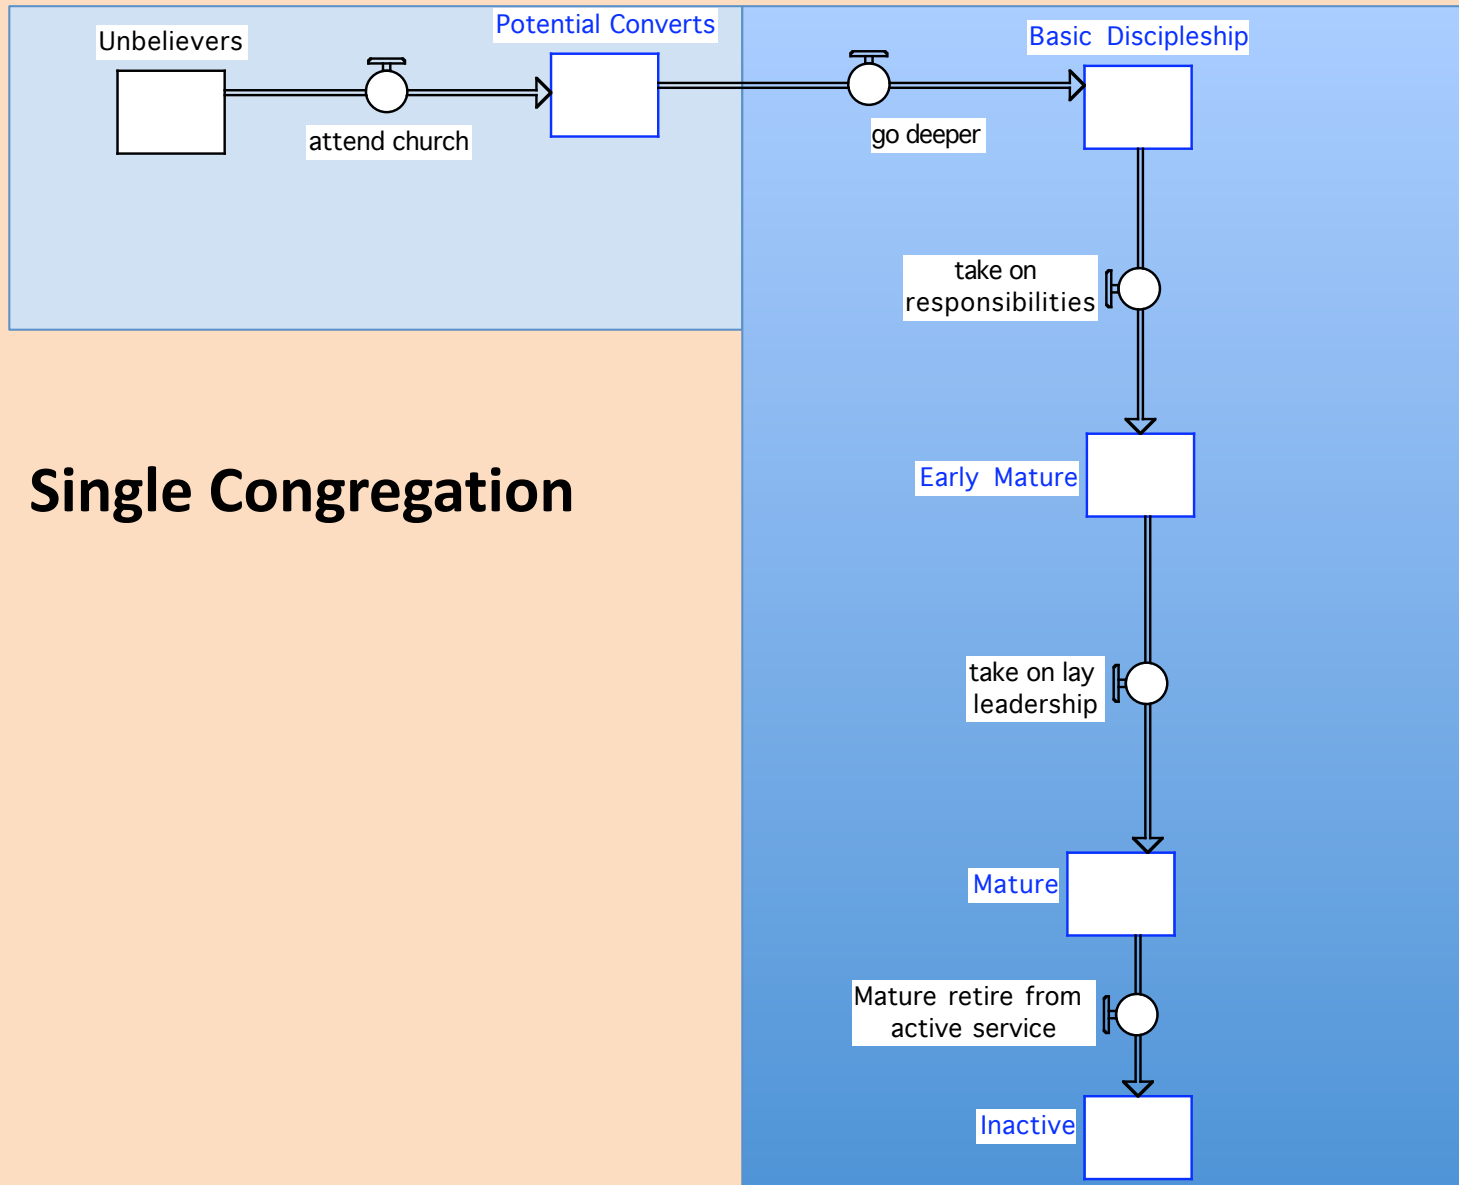 Unbelievers
Potential Converts
Basic Discipleship
attend church
go deeper
take on
responsibilities
Single Congregation
Early Mature
take on lay
leadership
Mature
Mature retire from
active service
Inactive